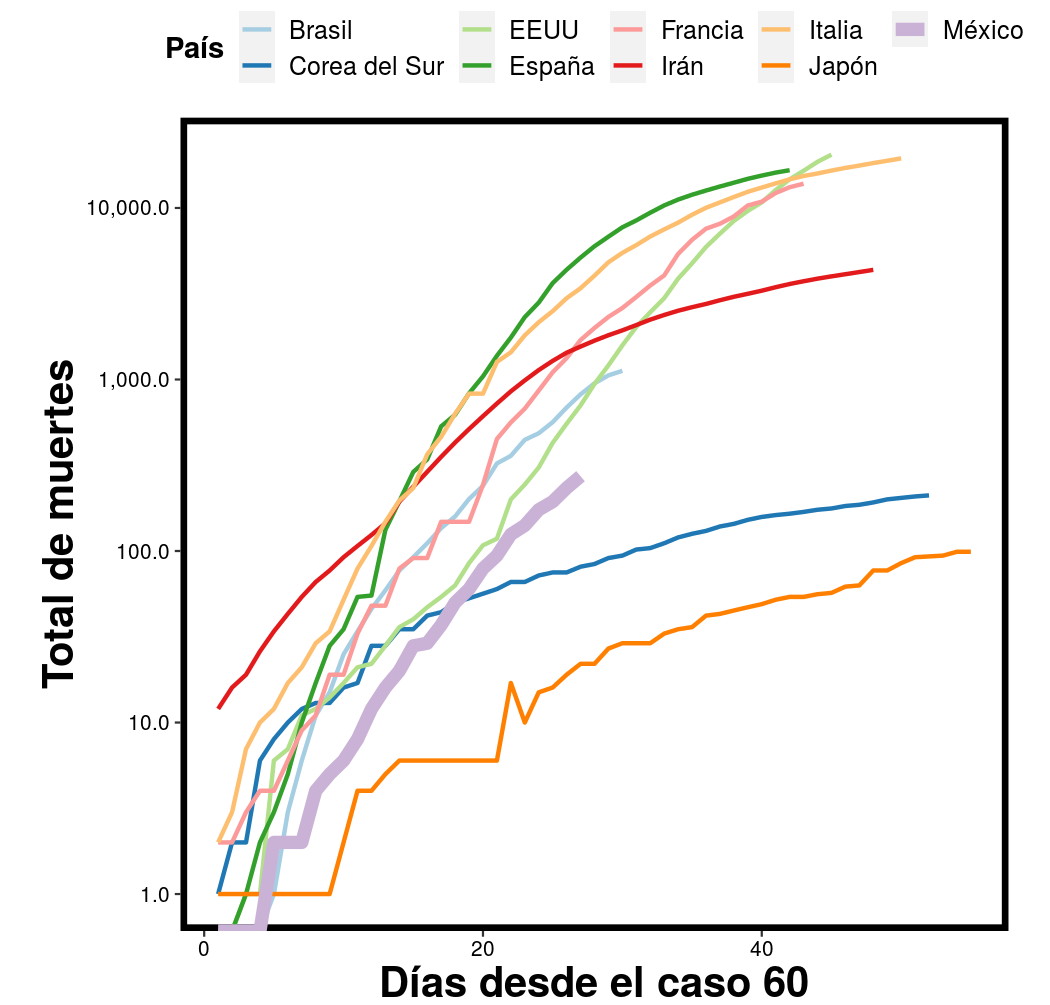 País
Brasil EEUU Francia Italia México
Corea del Sur España Irán Japón
Total de muertes
10,000.0
1,000.0
100.0
10.0
1.0
0 20 40
Días desde el caso 60